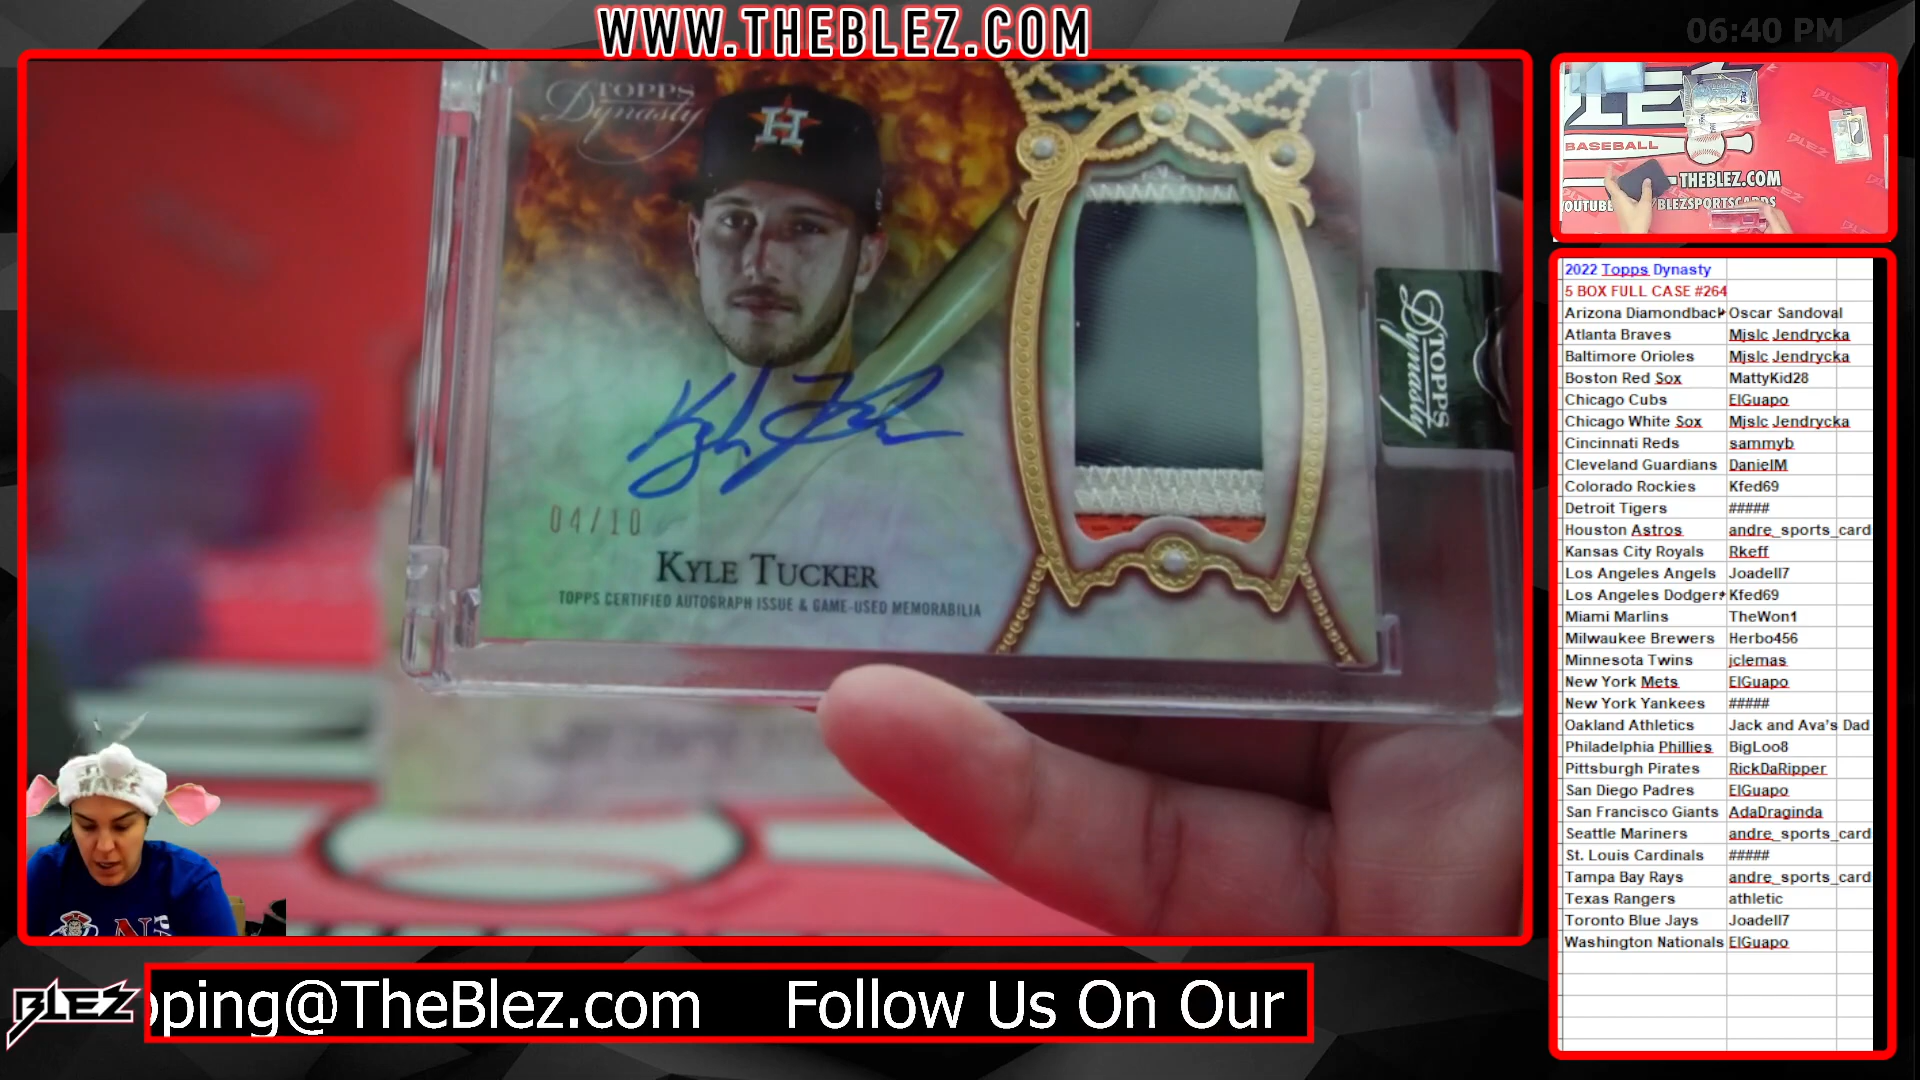 WWW.THEBLEZ.COM
06:40 PM
TOPPS
Dynasty
H
04/10
KYLE TUCKER
TOPPS CERTIFIED AUTOGRAPH ISSUE & GAME-USED MEMORABILIA
TOPPS
Dynasty
BLEZ
BASEBALL
THEBLEZ.COM
/BLEZSPORTSCARDS
2022 Topps Dynasty
5 BOX FULL CASE #264
Arizona Diamondback Oscar Sandoval
Atlanta Braves Mjslc Jendrycka
Baltimore Orioles Mjslc Jendrycka
Boston Red Sox MattyKid28
Chicago Cubs ElGuapo
Chicago White Sox Mjslc Jendrycka
Cincinnati Reds sammyb
Cleveland Guardians DanielM
Colorado Rockies Kfed69
Detroit Tigers #####
Houston Astros andre_sports_card
Kansas City Royals Rkeff
Los Angeles Angels Joadell7
Los Angeles Dodger Kfed69
Miami Marlins TheWon1
Milwaukee Brewers Herbo456
Minnesota Twins jclemas
New York Mets ElGuapo
New York Yankees #####
Oakland Athletics Jack and Ava's Dad
Philadelphia Phillies BigLoo8
Pittsburgh Pirates RickDaRipper
San Diego Padres ElGuapo
San Francisco Giants AdaDraginda
Seattle Mariners andre_sports_card
St. Louis Cardinals #####
Tampa Bay Rays andre_sports_card
Texas Rangers athletic
Toronto Blue Jays Joadell7
Washington Nationals ElGuapo
BLEZ
pping@TheBlez.com Follow Us On Our